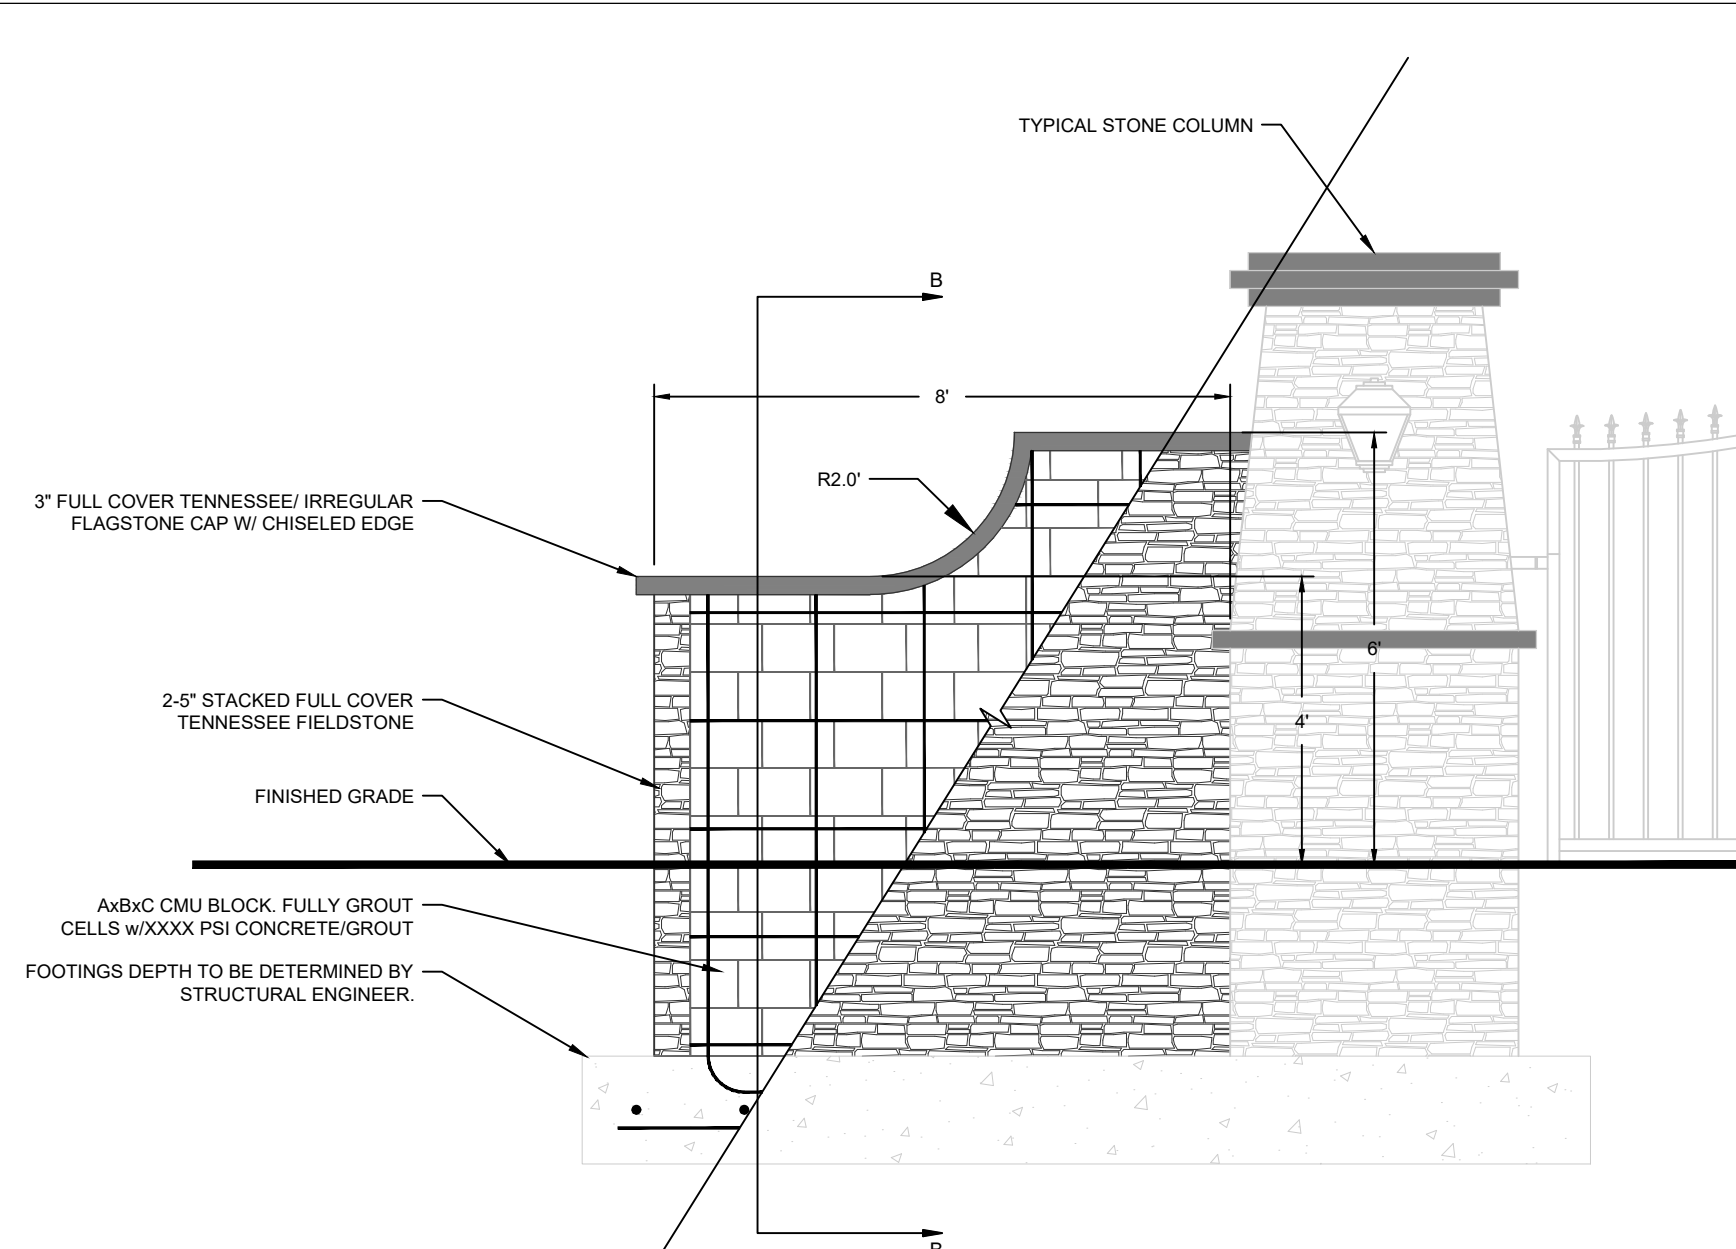 TYPICAL STONE COLUMN
B
8'
R2.0'
3" FULL COVER TENNESSEE/ IRREGULAR
FLAGSTONE CAP W/ CHISELED EDGE
6'
2-5" STACKED FULL COVER
TENNESSEE FIELDSTONE
4'
FINISHED GRADE
AxBxC CMU BLOCK. FULLY GROUT
CELLS w/XXXX PSI CONCRETE/GROUT
FOOTINGS DEPTH TO BE DETERMINED BY
STRUCTURAL ENGINEER.
B